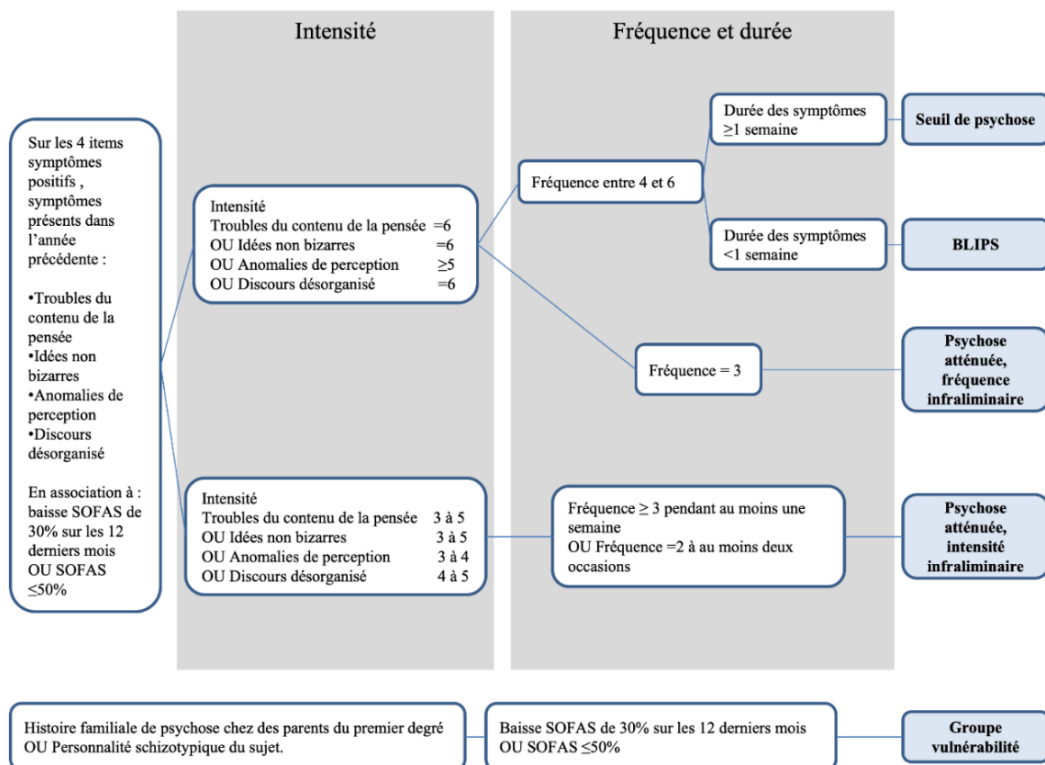 Intensité
Fréquence et durée
Sur les 4 items
symptômes
positifs ,
symptômes
présents dans
l’année
précédente :
•Troubles du
contenu de la
pensée
•Idées non
bizarres
•Anomalies de
perception
•Discours
désorganisé
En association à :
baisse SOFAS de
30% sur les 12
derniers mois
OU SOFAS
≤50%
Intensité
Troubles du contenu de la pensée =6
OU Idées non bizarres =6
OU Anomalies de perception ≥5
OU Discours désorganisé =6
Fréquence entre 4 et 6
Durée des symptômes
≥1 semaine
Seuil de psychose
Durée des symptômes
<1 semaine
BLIPS
Fréquence = 3
Psychose
atténuée,
fréquence
infraliminaire
Intensité
Troubles du contenu de la pensée 3 à 5
OU Idées non bizarres 3 à 5
OU Anomalies de perception 3 à 4
OU Discours désorganisé 4 à 5
Fréquence ≥ 3 pendant au moins une
semaine
OU Fréquence =2 à au moins deux
occasions
Psychose
atténuée,
intensité
infraliminaire
Histoire familiale de psychose chez des parents du premier degré
OU Personnalité schizotypique du sujet.
Baisse SOFAS de 30% sur les 12 derniers mois
OU SOFAS ≤50%
Groupe
vulnérabilité